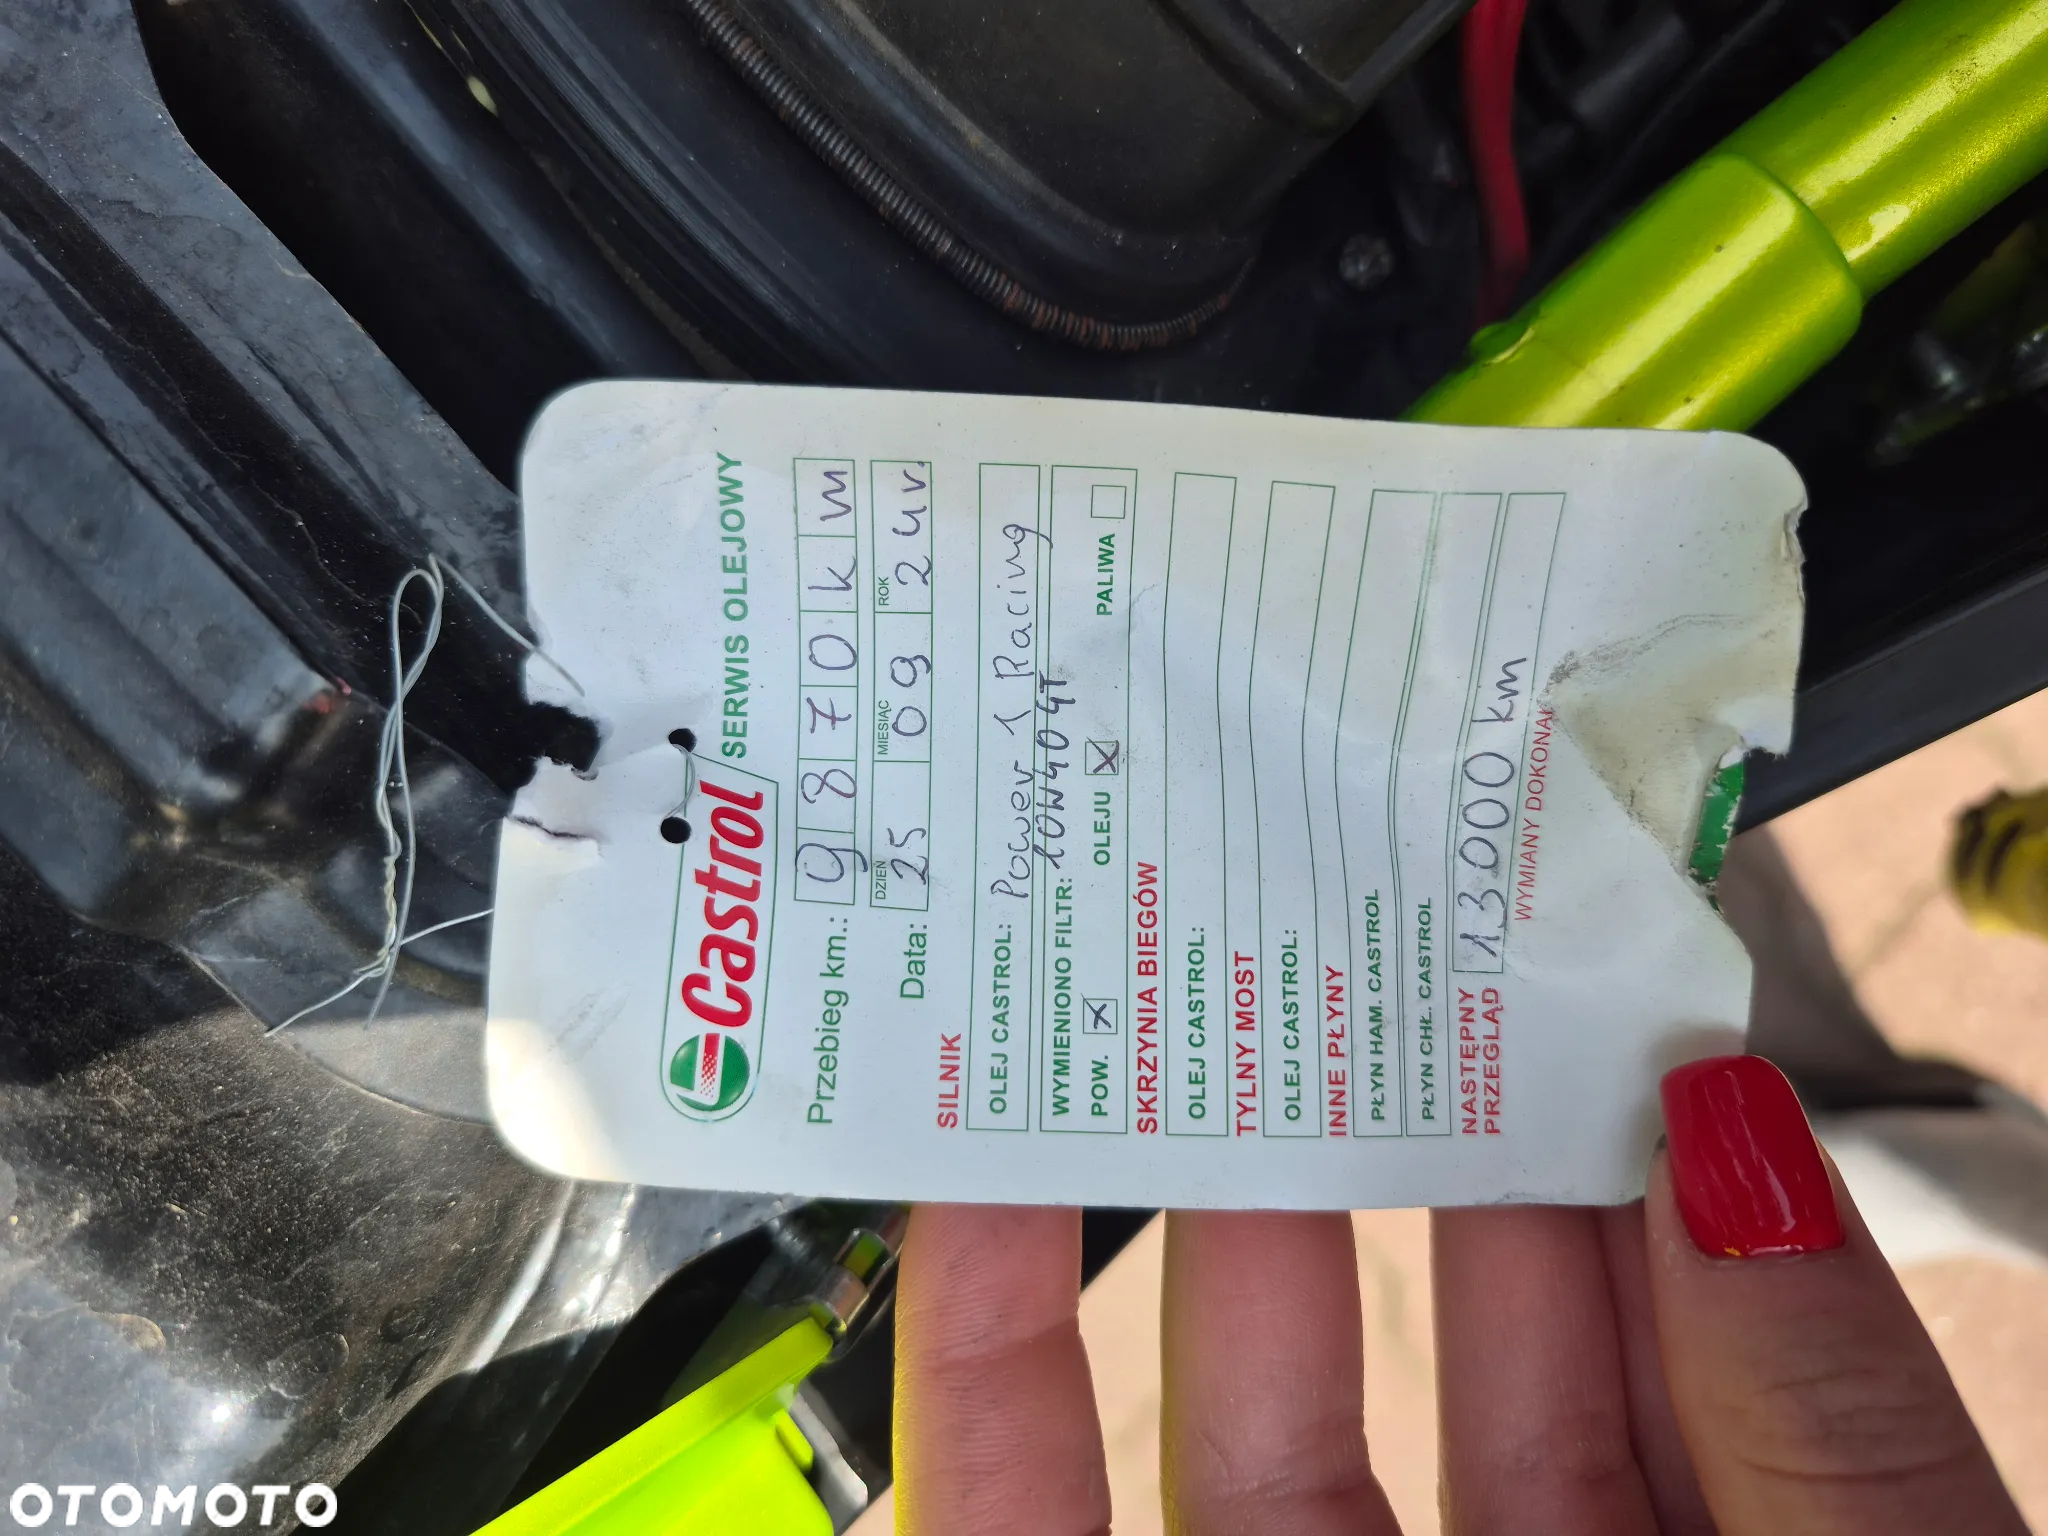 Castrol SERWIS OLEJOWY
Przebieg km.: 9870km
DZIEŃ MIESIĄC ROK
Data: 25 09 24r.
SILNIK
OLEJ CASTROL: Power 1 Racing
WYMIENIONO FILTR: 10W40 4T
POW. X OLEJU X PALIWA
SKRZYNIA BIEGÓW
OLEJ CASTROL:
TYLNY MOST
OLEJ CASTROL:
INNE PŁYNY
PŁYN HAM. CASTROL
PŁYN CHŁ. CASTROL
NASTĘPNY
PRZEGLĄD 13000 km
WYMIANY DOKONAŁ
OTOMOTO